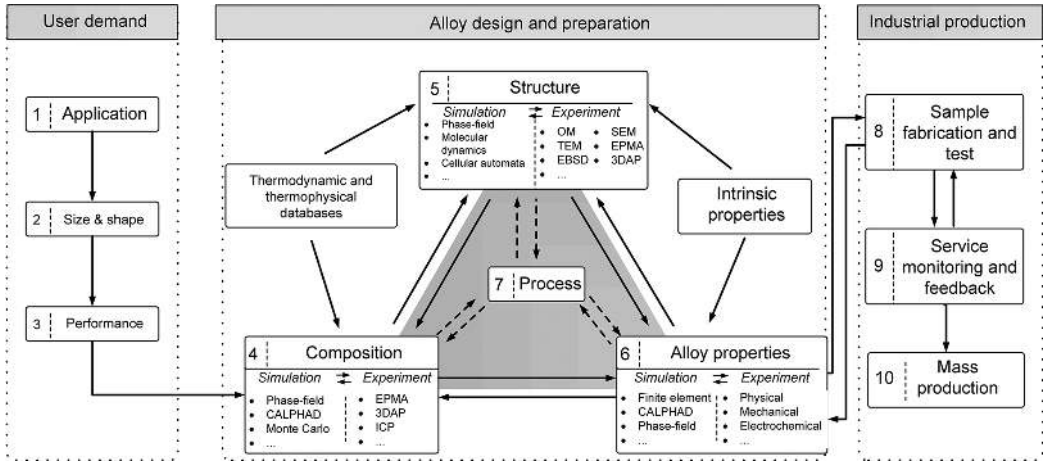 User demand
Alloy design and preparation
Industrial production
1 Application
2 Size & shape
3 Performance
5 Structure
Simulation Experiment
• Phase-field
• Molecular
dynamics
• Cellular automata
• ...
• OM • SEM
• TEM • EPMA
• EBSD • 3DAP
• ...
Thermodynamic and
thermophysical
databases
Intrinsic
properties
7 Process
4 Composition
Simulation Experiment
• Phase-field
• CALPHAD
• Monte Carlo
• ...
• EPMA
• 3DAP
• ICP
• ...
6 Alloy properties
Simulation Experiment
• Finite element
• CALPHAD
• Phase-field
• ...
• Physical
• Mechanical
• Electrochemical
• ...
8 Sample
fabrication and
test
9 Service
monitoring and
feedback
10 Mass
production